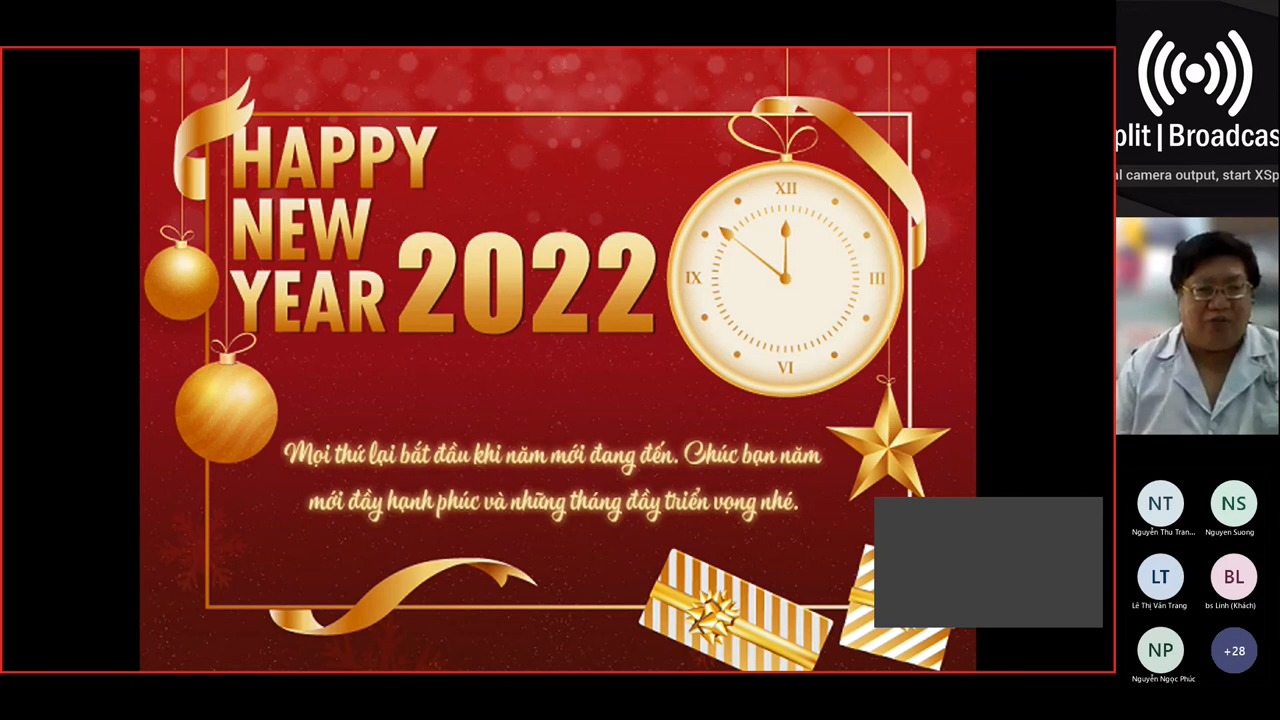 HAPPY
NEW
YEAR 2022
XII
III
VI
IX
Mọi thứ lại bắt đầu khi năm mới đang đến. Chúc bạn năm
mới đầy hạnh phúc và những tháng đầy triển vọng nhé.
plit | Broadcas
al camera output, start XSp
NT
NS
Nguyễn Thu Tran...
Nguyen Suong
LT
BL
Lê Thị Vân Trang
bs Linh (Khách)
NP
+28
Nguyễn Ngọc Phúc